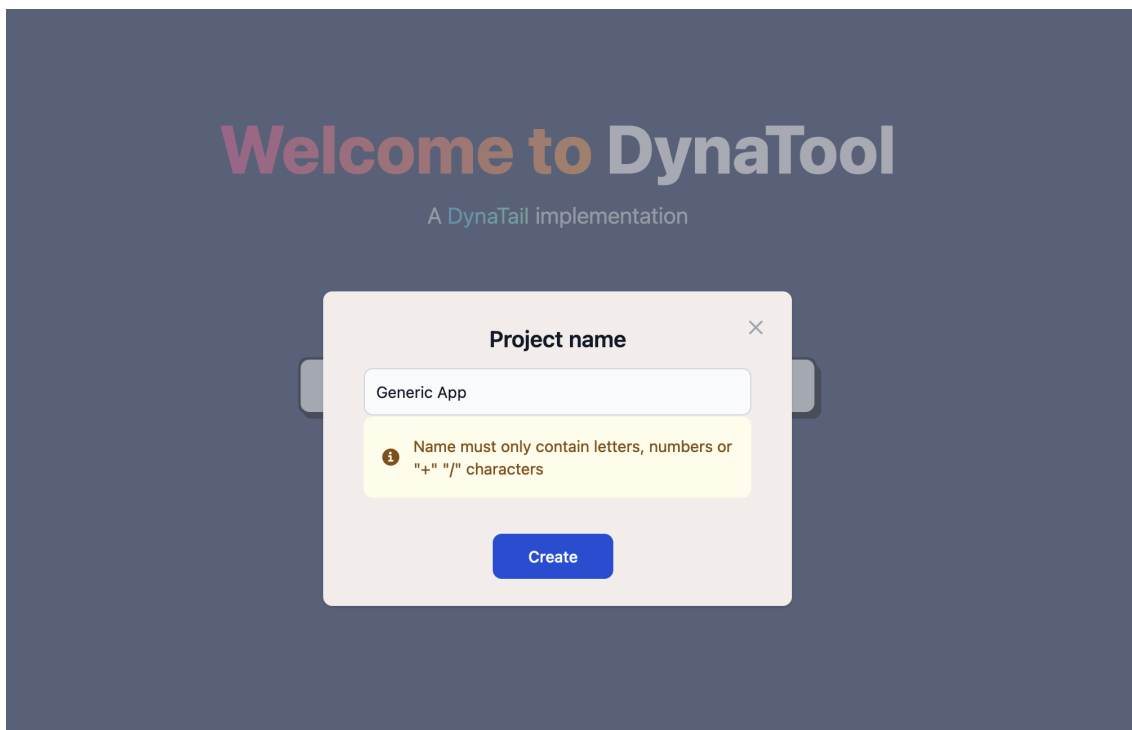 Welcome to DynaTool
A DynaTail implementation
Project name
Generic App
Name must only contain letters, numbers or
"+" "/" characters
Create